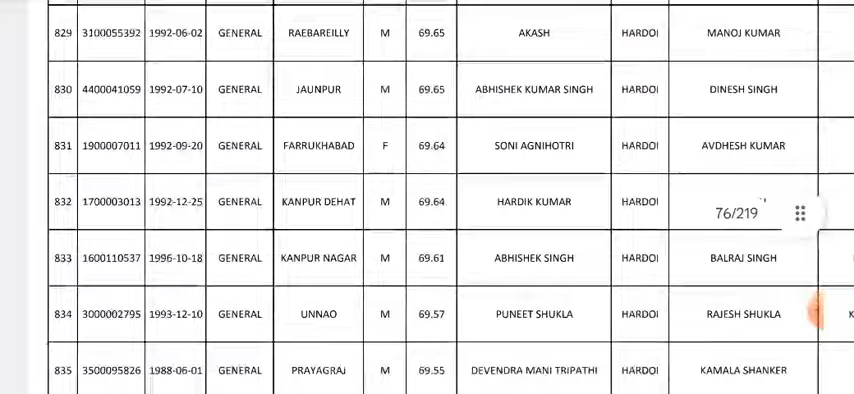 829 3100055392 1992-06-02 GENERAL RAEBAREILLY M 69.65 AKASH HARDOI MANOJ KUMAR
830 4400041059 1992-07-10 GENERAL JAUNPUR M 69.65 ABHISHEK KUMAR SINGH HARDOI DINESH SINGH
831 1900007011 1992-09-20 GENERAL FARRUKHABAD F 69.64 SONI AGNIHOTRI HARDOI AVDHESH KUMAR
832 1700003013 1992-12-25 GENERAL KANPUR DEHAT M 69.64 HARDIK KUMAR HARDOI
76/219
833 1600110537 1996-10-18 GENERAL KANPUR NAGAR M 69.61 ABHISHEK SINGH HARDOI BALRAJ SINGH
834 3000002795 1993-12-10 GENERAL UNNAO M 69.57 PUNEET SHUKLA HARDOI RAJESH SHUKLA K
835 3500095826 1988-06-01 GENERAL PRAYAGRAJ M 69.55 DEVENDRA MANI TRIPATHI HARDOI KAMALA SHANKER